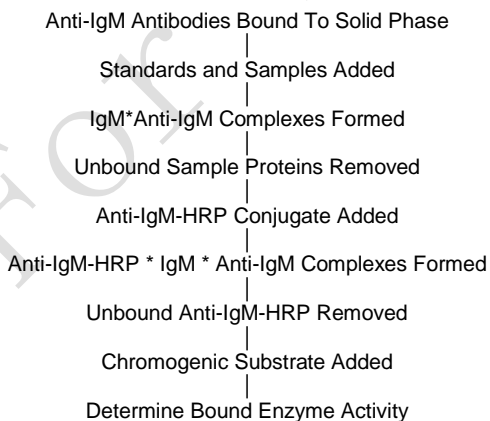 Anti-IgM Antibodies Bound To Solid Phase
Standards and Samples Added
IgM*Anti-IgM Complexes Formed
Unbound Sample Proteins Removed
Anti-IgM-HRP Conjugate Added
Anti-IgM-HRP * IgM * Anti-IgM Complexes Formed
Unbound Anti-IgM-HRP Removed
Chromogenic Substrate Added
Determine Bound Enzyme Activity
For